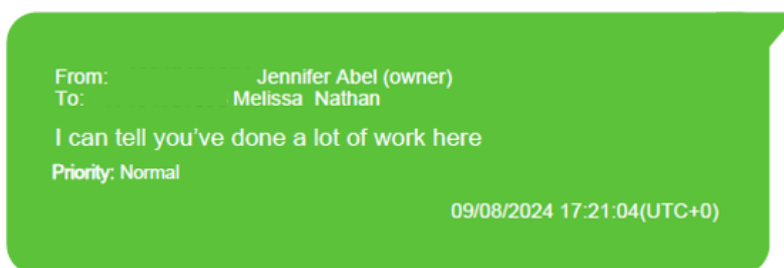 From: Jennifer Abel (owner)
To: Melissa Nathan
I can tell you've done a lot of work here
Priority: Normal
09/08/2024 17:21:04(UTC+0)